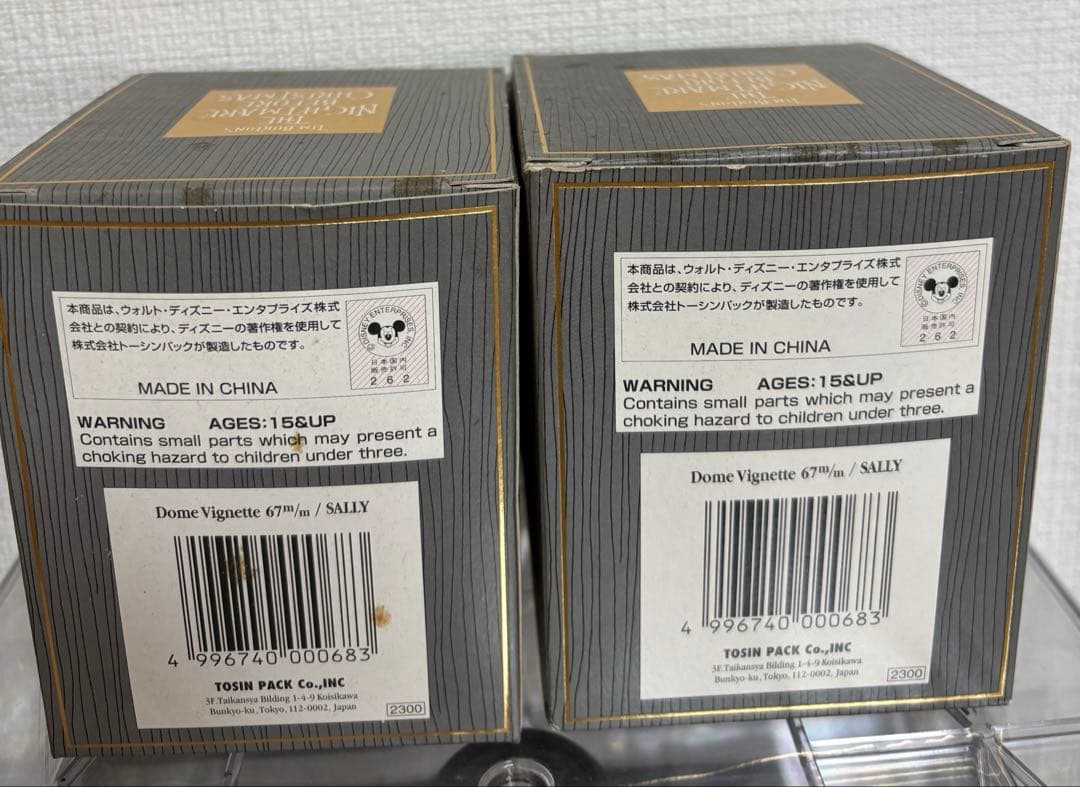 TIM BURTON'S
THE
NIGHTMARE
BEFORE
CHRISTMAS
本商品は、ウォルト・ディズニー・エンタプライズ株式
会社との契約により、ディズニーの著作権を使用して
株式会社トーシンパックが製造したものです。
©DISNEY ENTERPRISES, INC
日本国内
販売許可
262
MADE IN CHINA
WARNING AGES:15&UP
Contains small parts which may present a
choking hazard to children under three.
Dome Vignette 67m/m / SALLY
4 996740 000683
TOSIN PACK Co.,INC
3F.Taikansya Bilding 1-4-9 Koisikawa
Bunkyo-ku, Tokyo, 112-0002, Japan
2300
TIM BURTON'S
THE
NIGHTMARE
BEFORE
CHRISTMAS
本商品は、ウォルト・ディズニー・エンタプライズ株式
会社との契約により、ディズニーの著作権を使用して
株式会社トーシンパックが製造したものです。
©DISNEY ENTERPRISES, INC
日本国内
販売許可
262
MADE IN CHINA
WARNING AGES:15&UP
Contains small parts which may present a
choking hazard to children under three.
Dome Vignette 67m/m / SALLY
4 996740 000683
TOSIN PACK Co.,INC
3F.Taikansya Bilding 1-4-9 Koisikawa
Bunkyo-ku, Tokyo, 112-0002, Japan
2300